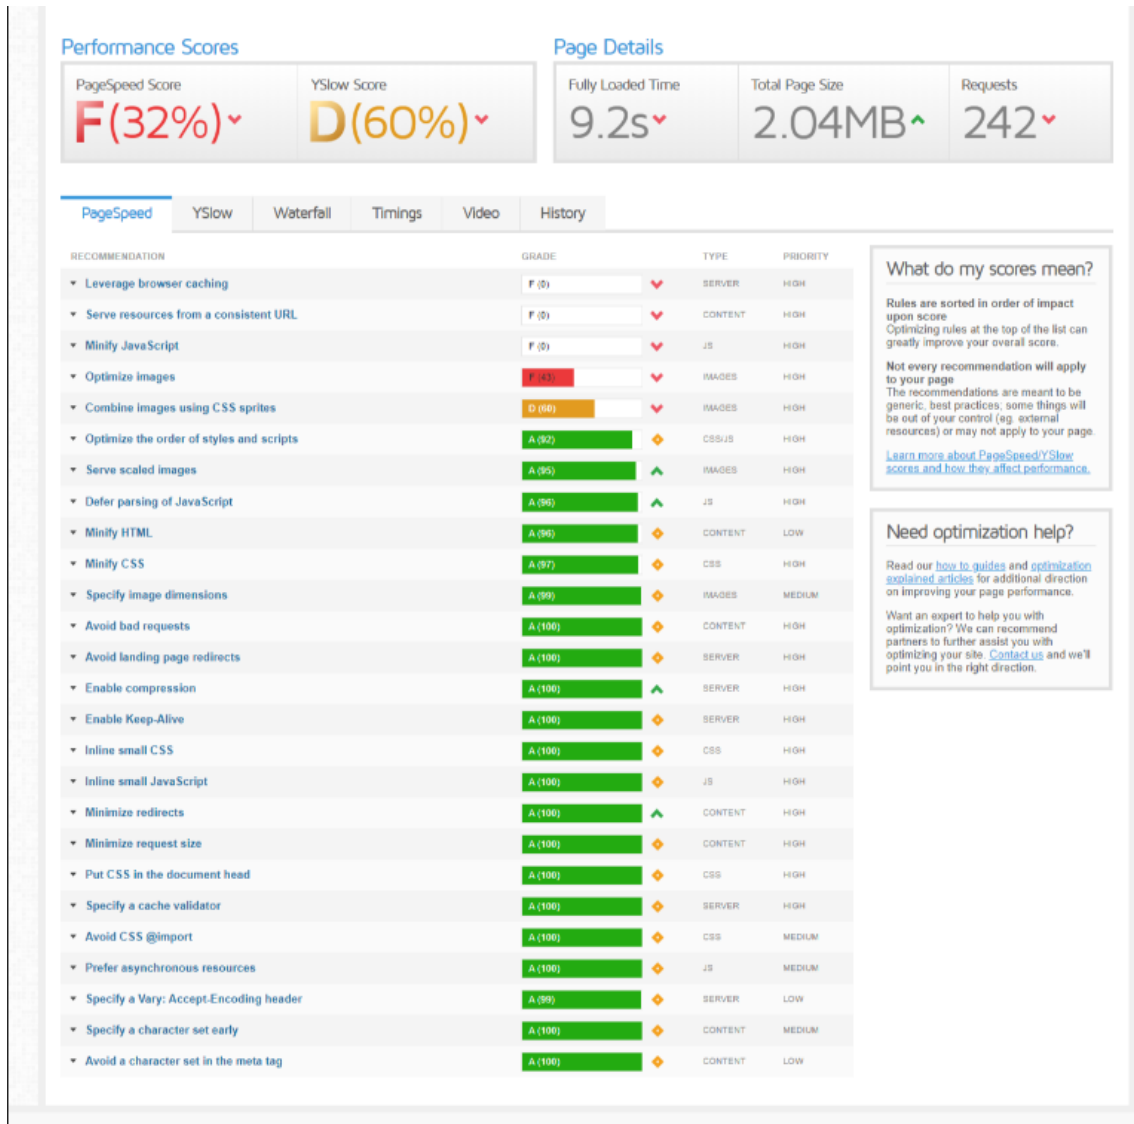 Performance Scores
Page Details
PageSpeed Score
YSlow Score
Fully Loaded Time
Total Page Size
Requests
F(32%)
D(60%)
9.2s
2.04MB
242
PageSpeed
YSlow
Waterfall
Timings
Video
History
RECOMMENDATION GRADE TYPE PRIORITY
Leverage browser caching F (0) SERVER HIGH
Serve resources from a consistent URL F (0) CONTENT HIGH
Minify JavaScript F (0) JS HIGH
Optimize images F (43) IMAGES HIGH
Combine images using CSS sprites D (60) IMAGES HIGH
Optimize the order of styles and scripts A (92) CSS/JS HIGH
Serve scaled images A (95) IMAGES HIGH
Defer parsing of JavaScript A (96) JS HIGH
Minify HTML A (96) CONTENT LOW
Minify CSS A (97) CSS HIGH
Specify image dimensions A (99) IMAGES MEDIUM
Avoid bad requests A (100) CONTENT HIGH
Avoid landing page redirects A (100) SERVER HIGH
Enable compression A (100) SERVER HIGH
Enable Keep-Alive A (100) SERVER HIGH
Inline small CSS A (100) CSS HIGH
Inline small JavaScript A (100) JS HIGH
Minimize redirects A (100) CONTENT HIGH
Minimize request size A (100) CONTENT HIGH
Put CSS in the document head A (100) CSS HIGH
Specify a cache validator A (100) SERVER HIGH
Avoid CSS @import A (100) CSS MEDIUM
Prefer asynchronous resources A (100) JS MEDIUM
Specify a Vary: Accept-Encoding header A (99) SERVER LOW
Specify a character set early A (100) CONTENT MEDIUM
Avoid a character set in the meta tag A (100) CONTENT LOW
What do my scores mean?
Rules are sorted in order of impact
upon score
Optimizing rules at the top of the list can
greatly improve your overall score.
Not every recommendation will apply
to your page
The recommendations are meant to be
generic, best practices; some things will
be out of your control (eg. external
resources) or may not apply to your page.
Learn more about PageSpeed/YSlow
scores and how they affect performance.
Need optimization help?
Read our how to guides and optimization
explained articles for additional direction
on improving your page performance.
Want an expert to help you with
optimization? We can recommend
partners to further assist you with
optimizing your site. Contact us and we'll
point you in the right direction.